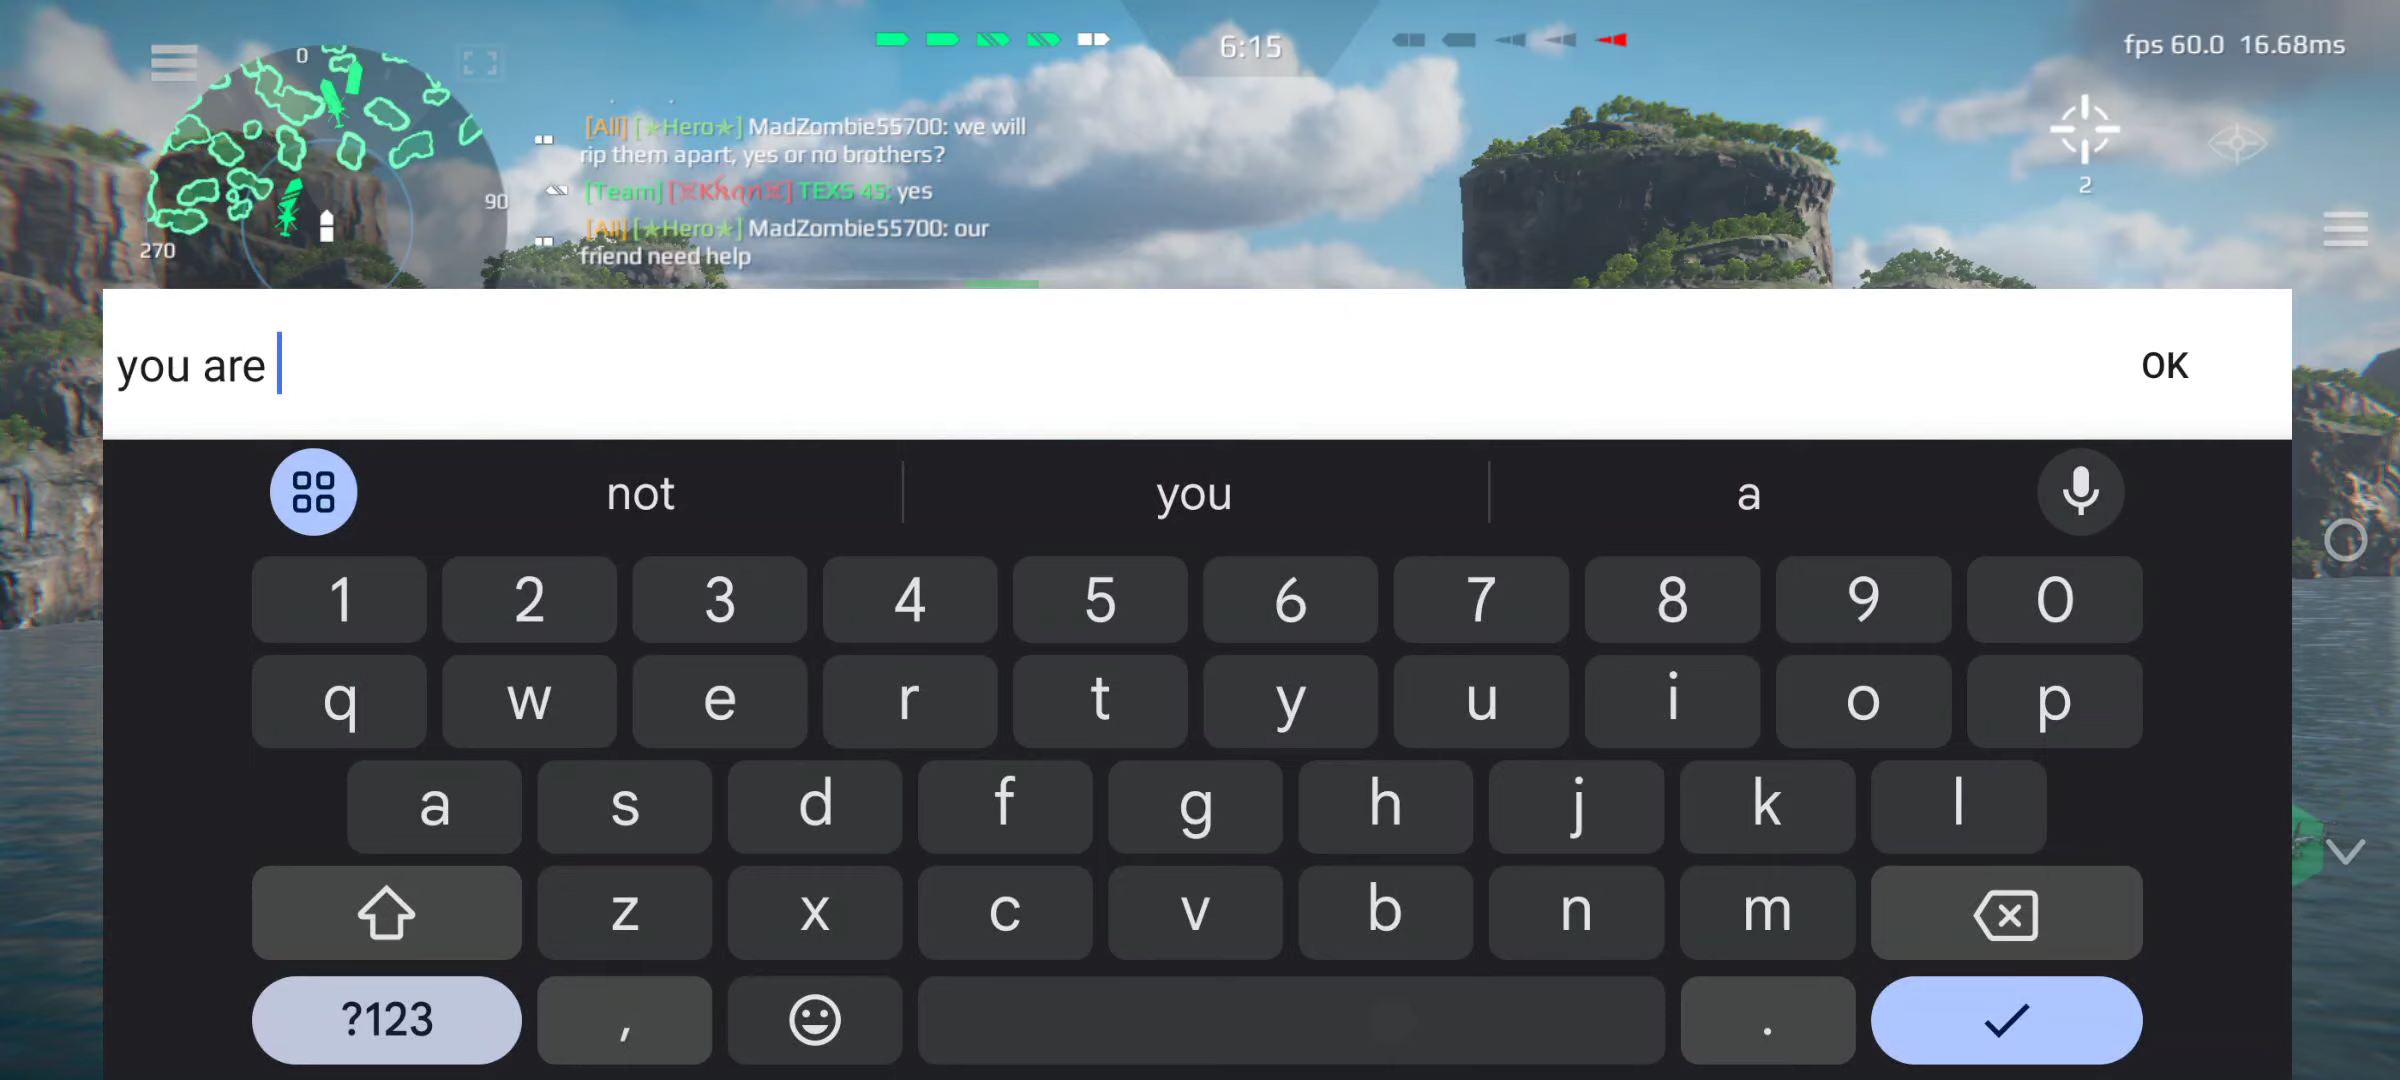 0
6:15
fps 60.0 16.68ms
[All] [★Hero★] MadZombie55700: we will
rip them apart, yes or no brothers?
2
[Team] [ꓘKhanꓘ] TEXS 45: yes
90
[All] [★Hero★] MadZombie55700: our
friend need help
270
you are
OK
not you a
1 2 3 4 5 6 7 8 9 0
q w e r t y u i o p
a s d f g h j k l
z x c v b n m
?123 , .